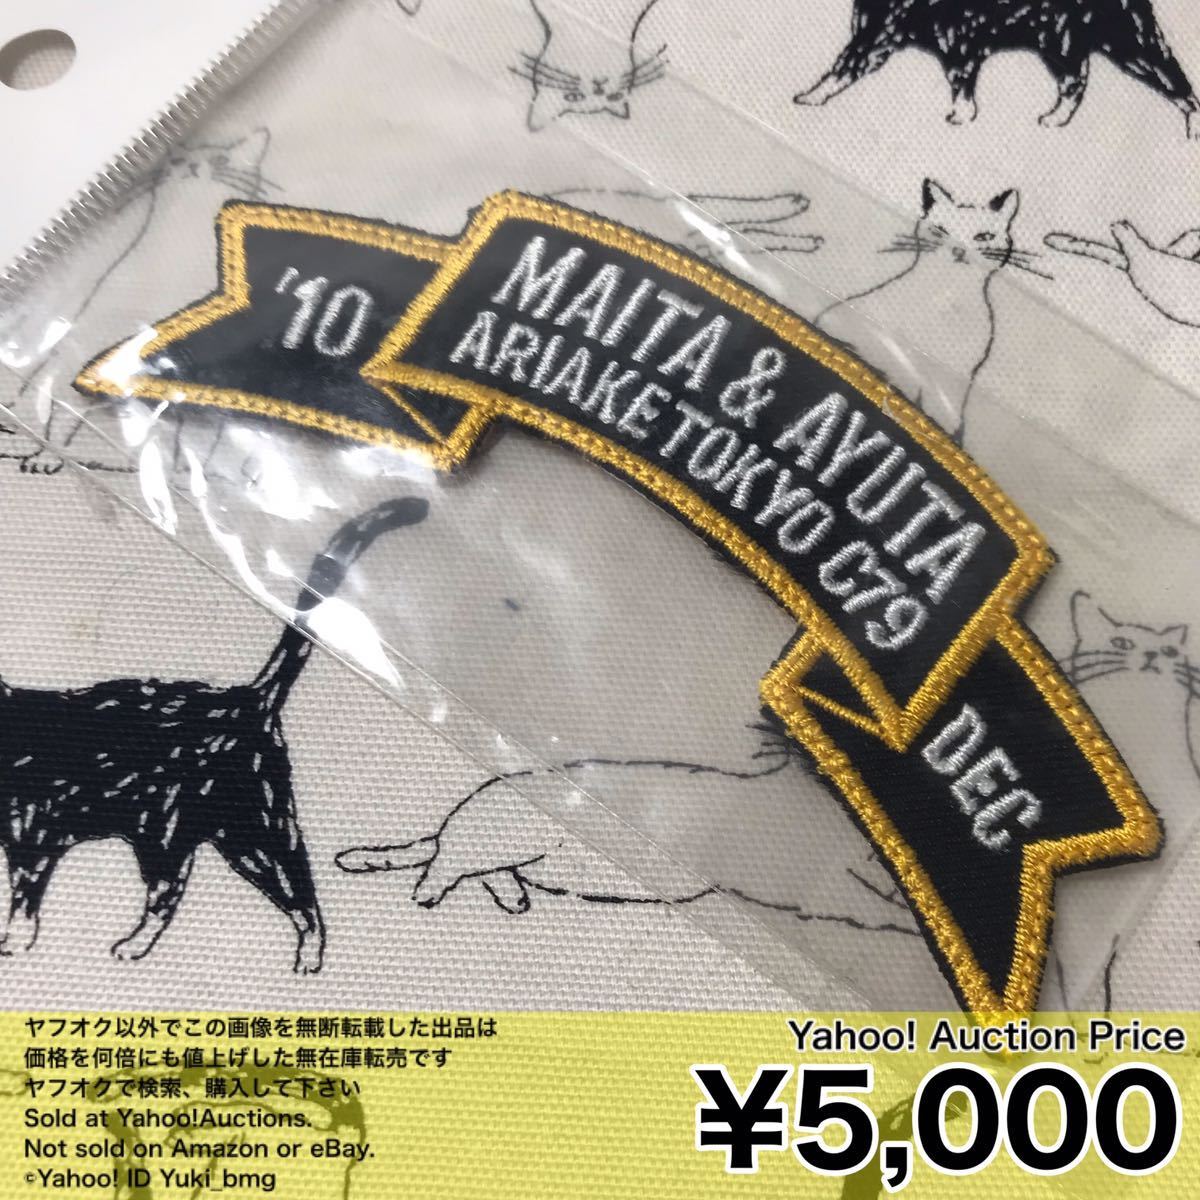 '10
MAITA & AYUTA
ARIAKE TOKYO C79
DEC
ヤフオク以外でこの画像を無断転載した出品は
価格を何倍にも値上げした無在庫転売です
ヤフオクで検索、購入して下さい
Sold at Yahoo!Auctions.
Not sold on Amazon or eBay.
©Yahoo! ID Yuki_bmg
Yahoo! Auction Price
¥5,000